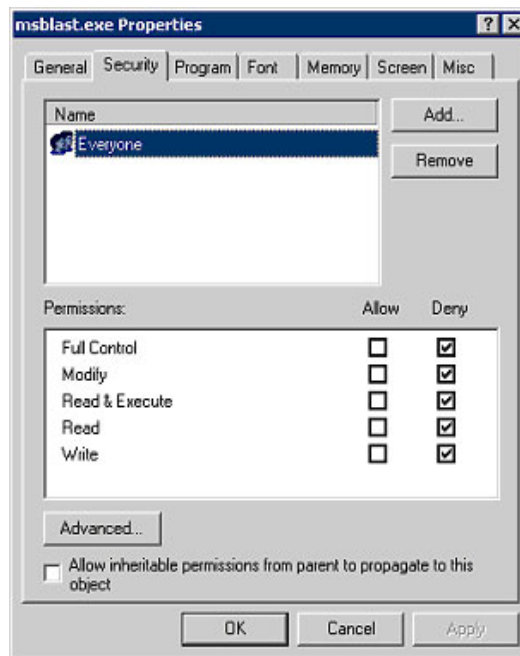 msblast.exe Properties
General Security Program Font Memory Screen Misc
Name
Add...
Everyone
Remove
Permissions: Allow Deny
Full Control
Modify
Read & Execute
Read
Write
Advanced...
Allow inheritable permissions from parent to propagate to this
object
OK Cancel Apply